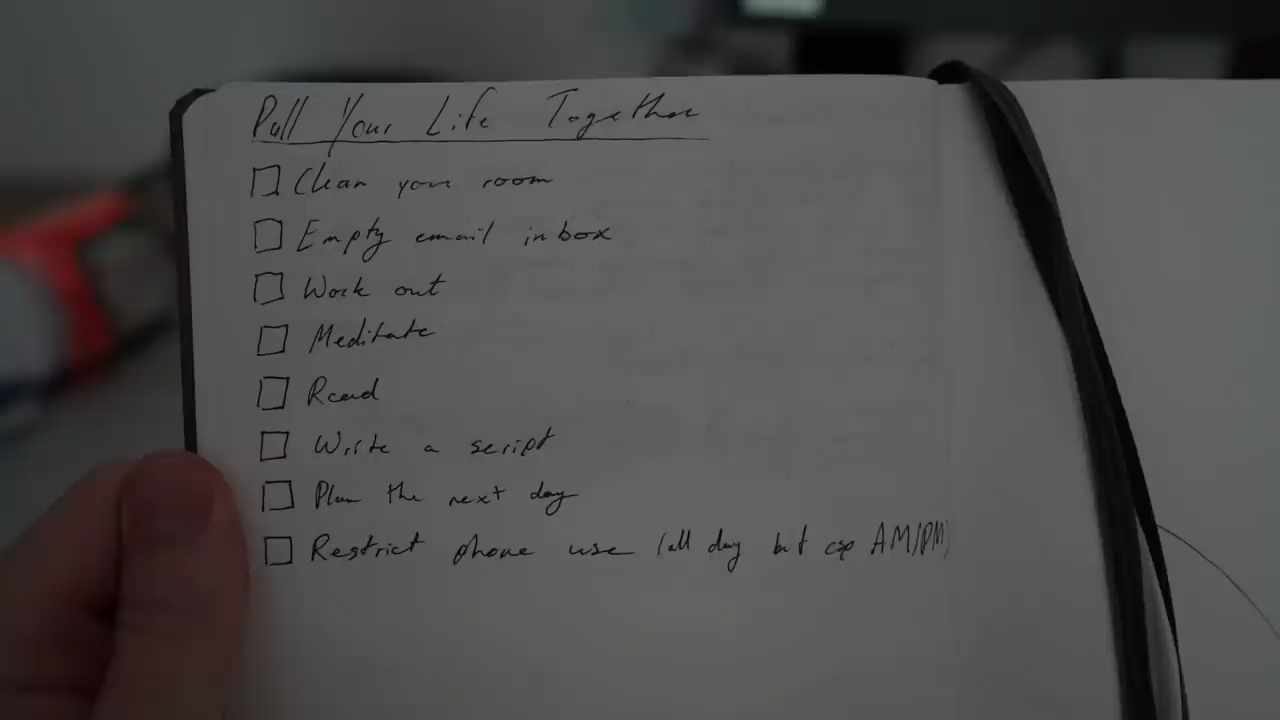 Pull Your Life Together
Clean your room
Empty email inbox
Work out
Meditate
Read
Write a script
Plan the next day
Restrict phone use (all day but esp AM/PM)